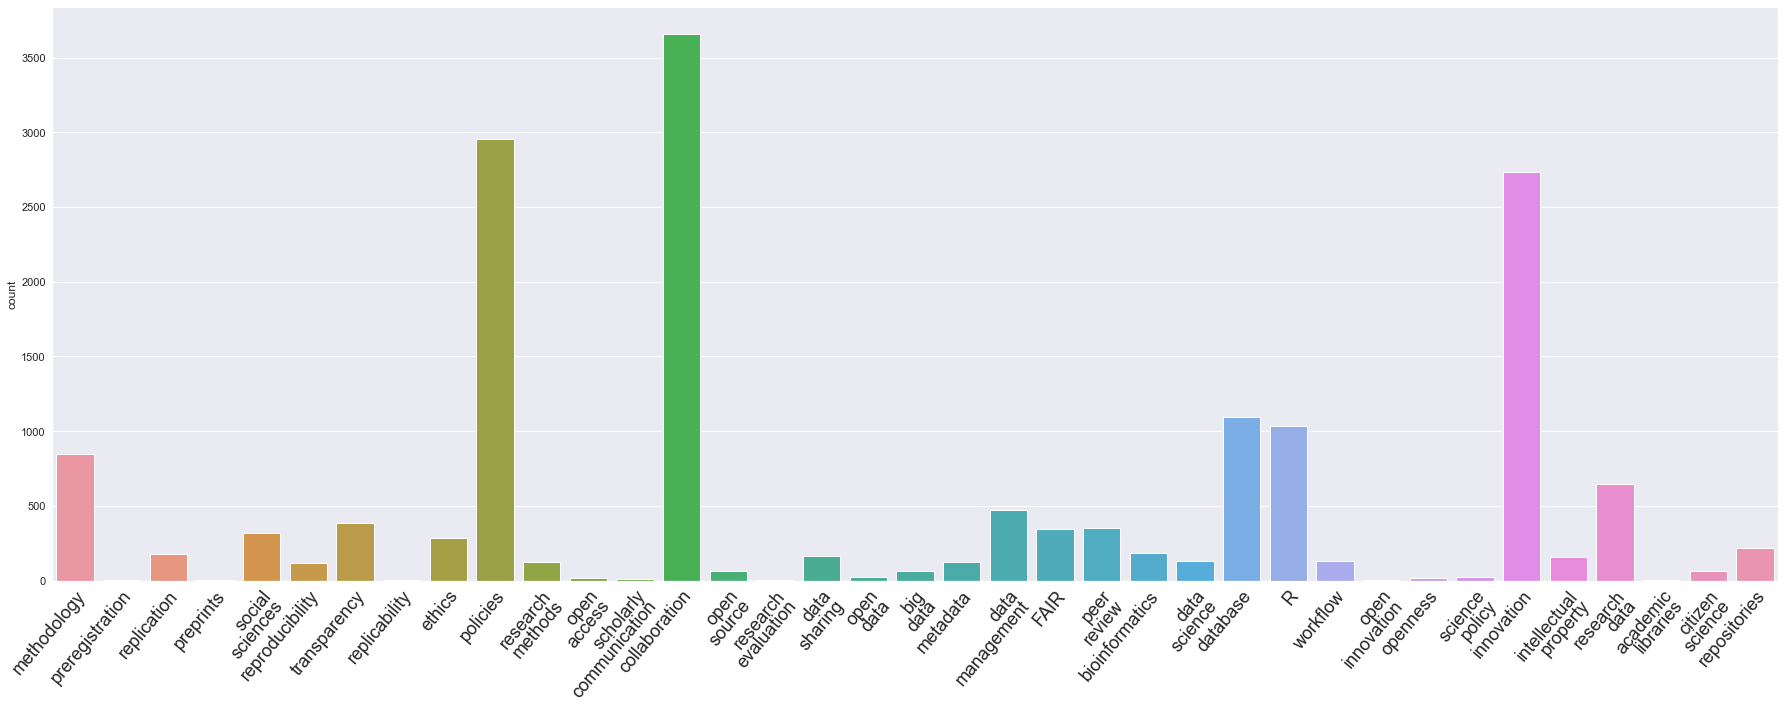 3500
3000
2500
2000
1500
1000
500
0
count
methodology
preregistration
replication
preprints
social
sciences
reproducibility
transparency
replicability
ethics
policies
research
methods
open
access
scholarly
communication
collaboration
open
source
research
evaluation
data
sharing
open
data
big
data
metadata
data
management
FAIR
peer
review
bioinformatics
data
science
database
R
workflow
open
innovation
openness
science
policy
innovation
intellectual
property
research
data
academic
libraries
citizen
science
repositories